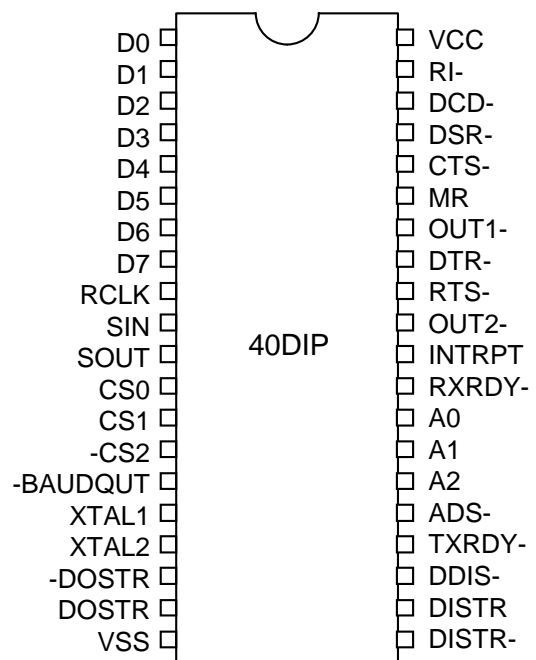 D0 VCC
D1 RI-
D2 DCD-
D3 DSR-
D4 CTS-
D5 MR
D6 OUT1-
D7 DTR-
RCLK RTS-
SIN OUT2-
SOUT 40DIP INTRPT
CS0 RXRDY-
CS1 A0
-CS2 A1
-BAUDQUT A2
XTAL1 ADS-
XTAL2 TXRDY-
-DOSTR DDIS-
DOSTR DISTR
VSS DISTR-